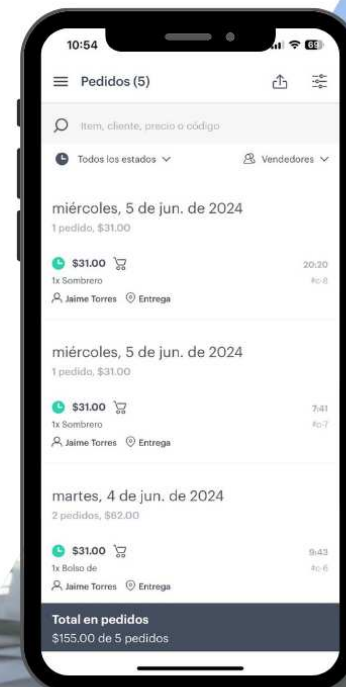 10:54
69
Pedidos (5)
Item, cliente, precio o código
Todos los estados
Vendedores
miércoles, 5 de jun. de 2024
1 pedido, $31.00
$31.00
20:20
1x Sombrero
#o-8
Jaime Torres
Entrega
miércoles, 5 de jun. de 2024
1 pedido, $31.00
$31.00
7:41
1x Sombrero
#o-7
Jaime Torres
Entrega
martes, 4 de jun. de 2024
2 pedidos, $62.00
$31.00
9:43
1x Bolso de
#o-6
Jaime Torres
Entrega
Total en pedidos
$155.00 de 5 pedidos